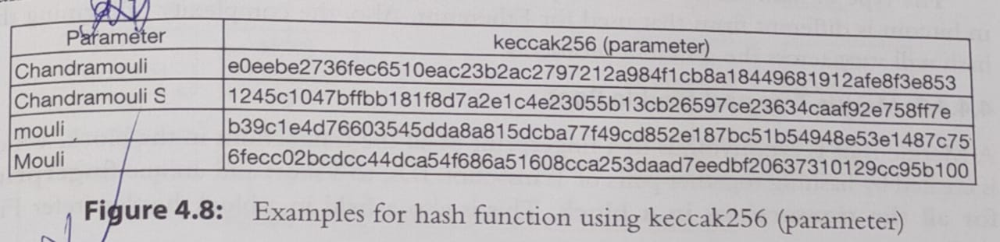 Parameter keccak256 (parameter)
Chandramouli e0eebe2736fec6510eac23b2ac2797212a984f1cb8a18449681912afe8f3e853
Chandramouli S 1245c1047bffbb181f8d7a2e1c4e23055b13cb26597ce23634caaf92e758ff7e
mouli b39c1e4d76603545dda8a815dcba77f49cd852e187bc51b54948e53e1487c75
Mouli 6fecc02bcdcc44dca54f686a51608cca253daad7eedbf20637310129cc95b100
Figure 4.8: Examples for hash function using keccak256 (parameter)